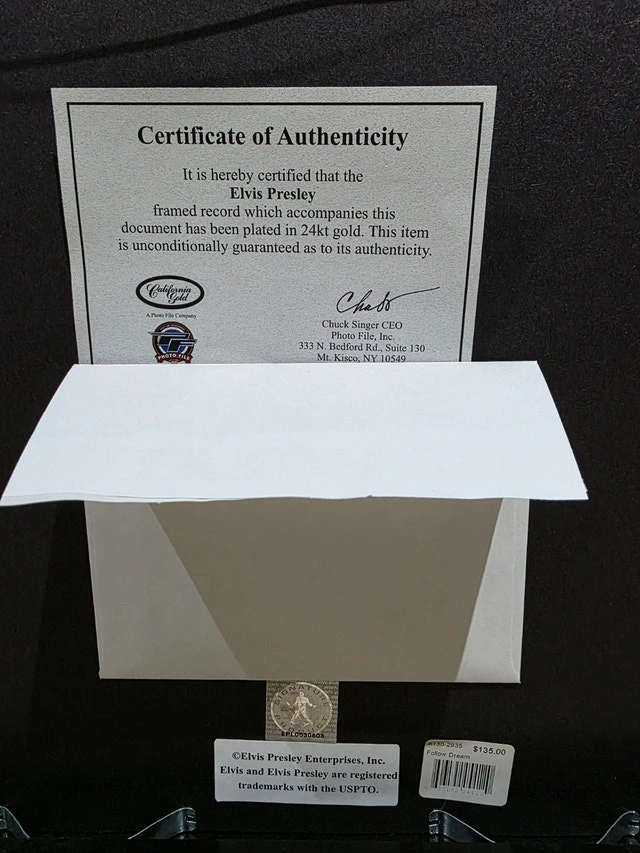 Certificate of Authenticity
It is hereby certified that the
Elvis Presley
framed record which accompanies this
document has been plated in 24kt gold. This item
is unconditionally guaranteed as to its authenticity.
California
Gold
A Photo File Company
PHOTO FILE
Chuck Singer CEO
Photo File, Inc.
333 N. Bedford Rd., Suite 130
Mt. Kisco, NY 10549
SIGNATURE
©Elvis Presley Enterprises, Inc.
Elvis and Elvis Presley are registered
trademarks with the USPTO.
$135.00
Follow Dream